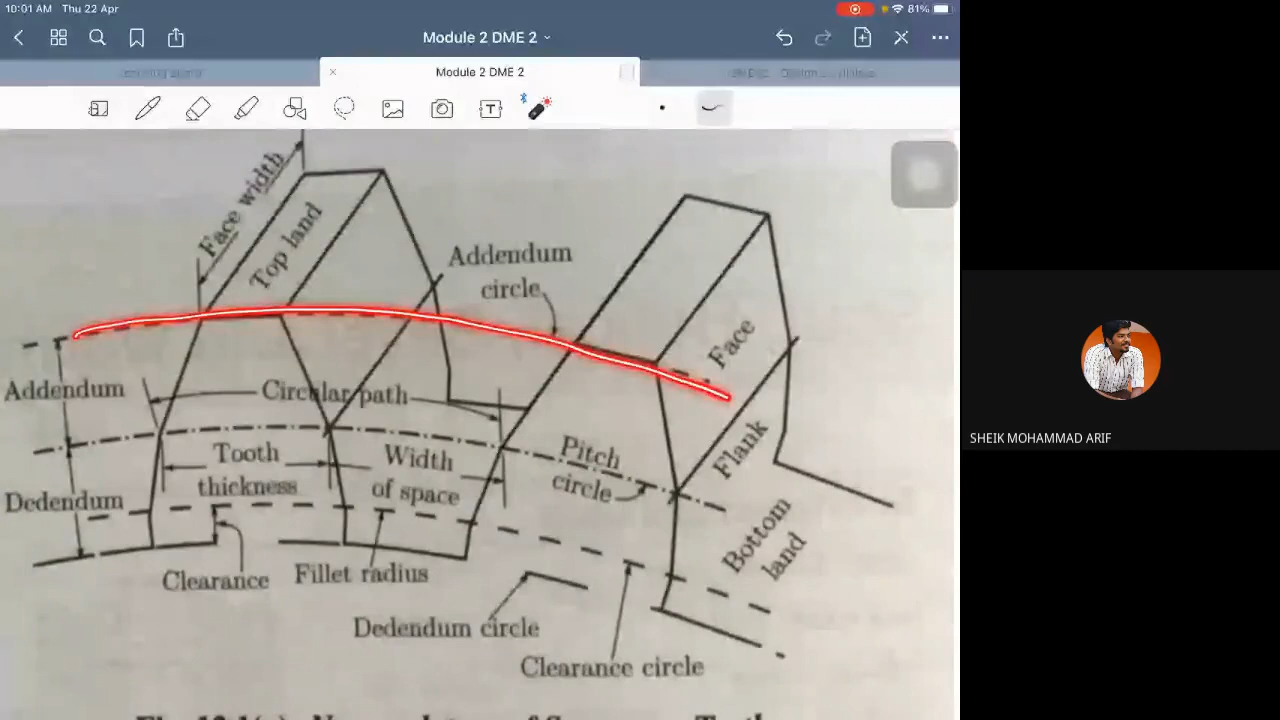 10:01 AM Thu 22 Apr
81%
Module 2 DME 2
Module 2 DME 2
T
Face width
Top land
Addendum
circle
Face
Addendum
Circular path
Flank
Pitch
circle
Tooth
thickness
Width
of space
Dedendum
Bottom
land
Clearance
Fillet radius
Dedendum circle
Clearance circle
SHEIK MOHAMMAD ARIF